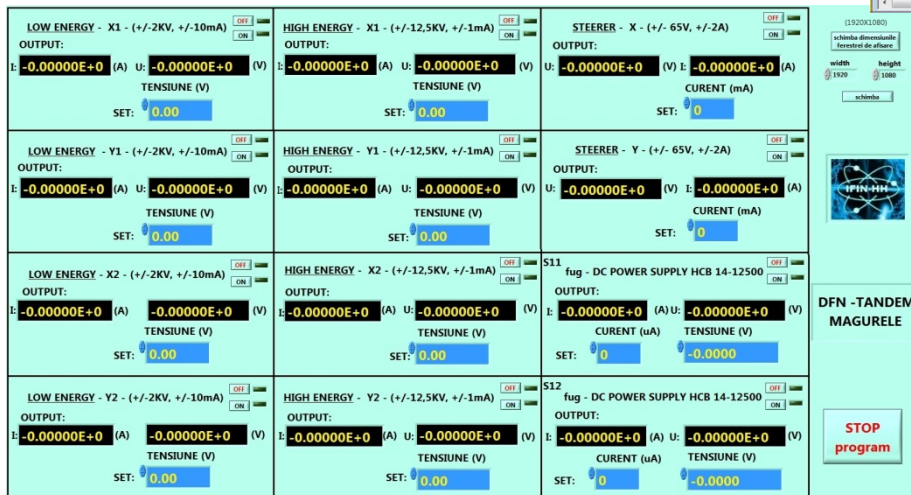 LOW ENERGY - X1 - (+/-2KV, +/-10mA) OFF
ON
OUTPUT:
I: -0.00000E+0 (A) U: -0.00000E+0 (V)
TENSIUNE (V)
SET: 0.00
HIGH ENERGY - X1 - (+/-12,5KV, +/-1mA) OFF
ON
OUTPUT:
I: -0.00000E+0 (A) U: -0.00000E+0 (V)
TENSIUNE (V)
SET: 0.00
STEERER - X - (+/- 65V, +/-2A) OFF
ON
OUTPUT:
U: -0.00000E+0 (V) I: -0.00000E+0 (A)
CURENT (mA)
SET: 0
LOW ENERGY - Y1 - (+/-2KV, +/-10mA) OFF
ON
OUTPUT:
I: -0.00000E+0 (A) U: -0.00000E+0 (V)
TENSIUNE (V)
SET: 0.00
HIGH ENERGY - Y1 - (+/-12,5KV, +/-1mA) OFF
ON
OUTPUT:
I: -0.00000E+0 (A) U: -0.00000E+0 (V)
TENSIUNE (V)
SET: 0.00
STEERER - Y - (+/- 65V, +/-2A) OFF
ON
OUTPUT:
U: -0.00000E+0 (V) I: -0.00000E+0 (A)
CURENT (mA)
SET: 0
LOW ENERGY - X2 - (+/-2KV, +/-10mA) OFF
ON
OUTPUT:
I: -0.00000E+0 (A) -0.00000E+0 (V)
TENSIUNE (V)
SET: 0.00
HIGH ENERGY - X2 - (+/-12,5KV, +/-1mA) OFF
ON
OUTPUT:
I: -0.00000E+0 (A) -0.00000E+0 (V)
TENSIUNE (V)
SET: 0.00
S11 OFF
fug - DC POWER SUPPLY HCB 14-12500 ON
OUTPUT:
I: -0.00000E+0 (A) U: -0.00000E+0 (V)
CURENT (uA) TENSIUNE (V)
SET: 0 -0.0000
LOW ENERGY - Y2 - (+/-2KV, +/-10mA) OFF
ON
OUTPUT:
I: -0.00000E+0 (A) -0.00000E+0 (V)
TENSIUNE (V)
SET: 0.00
HIGH ENERGY - Y2 - (+/-12,5KV, +/-1mA) OFF
ON
OUTPUT:
I: -0.00000E+0 (A) U: -0.00000E+0 (V)
TENSIUNE (V)
SET: 0.00
S12 OFF
fug - DC POWER SUPPLY HCB 14-12500 ON
OUTPUT:
I: -0.00000E+0 (A) U: -0.00000E+0 (V)
CURENT (uA) TENSIUNE (V)
SET: 0 -0.0000
(1920X1080)
schimba dimensiunile
ferestrei de afisare
width height
1920 1080
schimba
IFIN-HH
DFN -TANDEM
MAGURELE
STOP
program